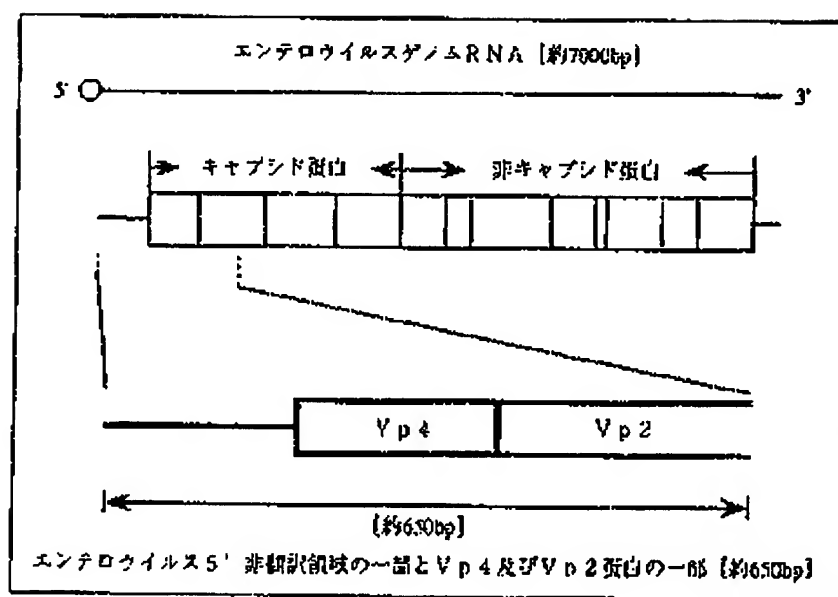 エンテロウイルスゲノムRNA [約7000bp]
5' 3'
キャプシド蛋白 非キャプシド蛋白
Vp4 Vp2
[約650bp]
エンテロウイルス5' 非翻訳領域の一部とVp4及びVp2蛋白の一部 [約650bp]